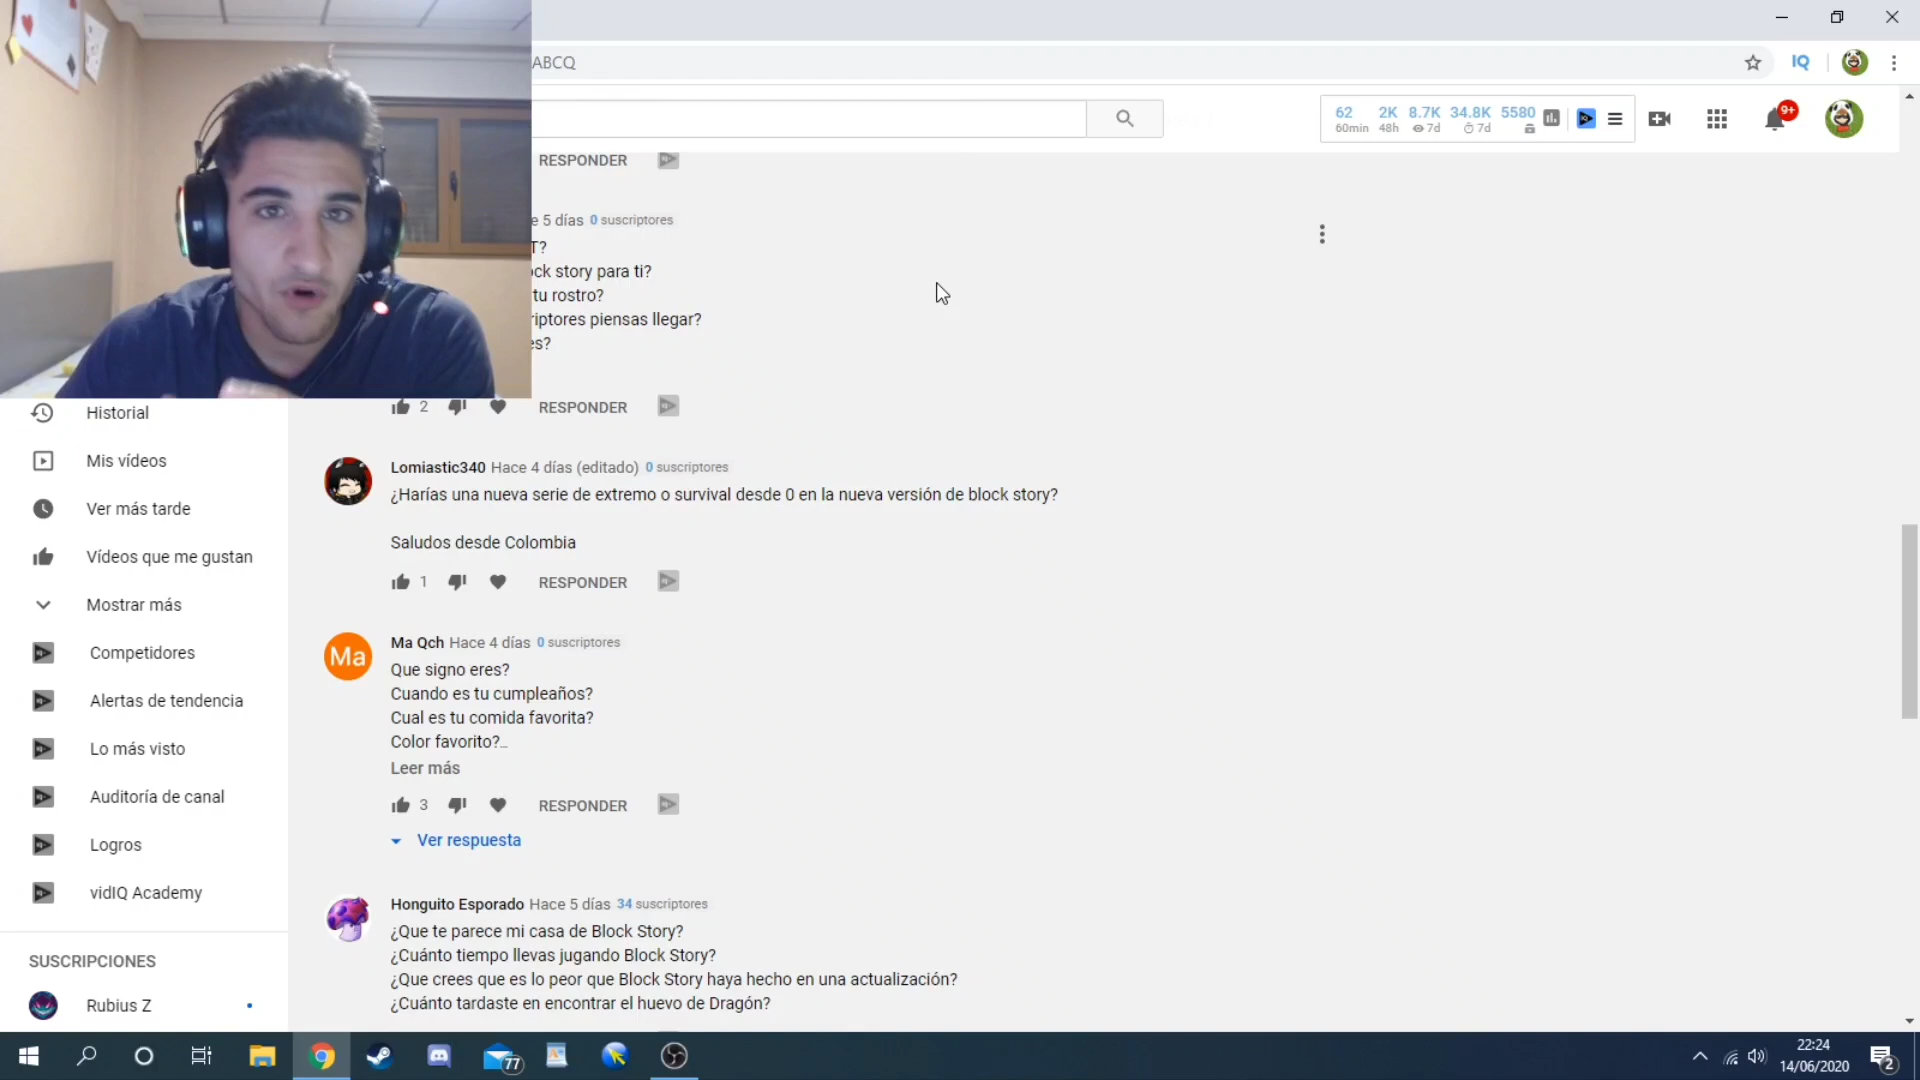 ABCQ
IQ
62 2K 8.7K 34.8K 5580
60min 48h 7d 7d
9+
RESPONDER
e 5 días 0 suscriptores
T?
ock story para ti?
tu rostro?
riptores piensas llegar?
es?
2 RESPONDER
Historial
Mis vídeos
Ver más tarde
Vídeos que me gustan
Mostrar más
Competidores
Alertas de tendencia
Lo más visto
Auditoría de canal
Logros
vidIQ Academy
SUSCRIPCIONES
Rubius Z
Lomiastic340 Hace 4 días (editado) 0 suscriptores
¿Harías una nueva serie de extremo o survival desde 0 en la nueva versión de block story?
Saludos desde Colombia
1 RESPONDER
Ma
Ma Qch Hace 4 días 0 suscriptores
Que signo eres?
Cuando es tu cumpleaños?
Cual es tu comida favorita?
Color favorito?...
Leer más
3 RESPONDER
Ver respuesta
Honguito Esporado Hace 5 días 34 suscriptores
¿Que te parece mi casa de Block Story?
¿Cuánto tiempo llevas jugando Block Story?
¿Que crees que es lo peor que Block Story haya hecho en una actualización?
¿Cuánto tardaste en encontrar el huevo de Dragón?
77
22:24
14/06/2020
2